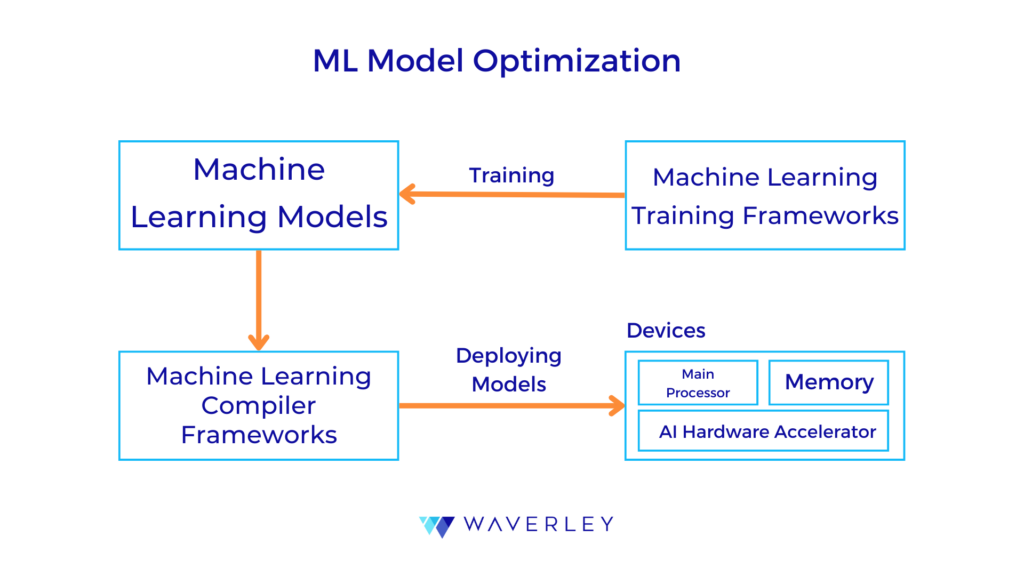 ML Model Optimization
Machine
Learning Models
Training
Machine Learning
Training Frameworks
Machine Learning
Compiler
Frameworks
Deploying
Models
Devices
Main
Processor
Memory
AI Hardware Accelerator
WAVERLEY